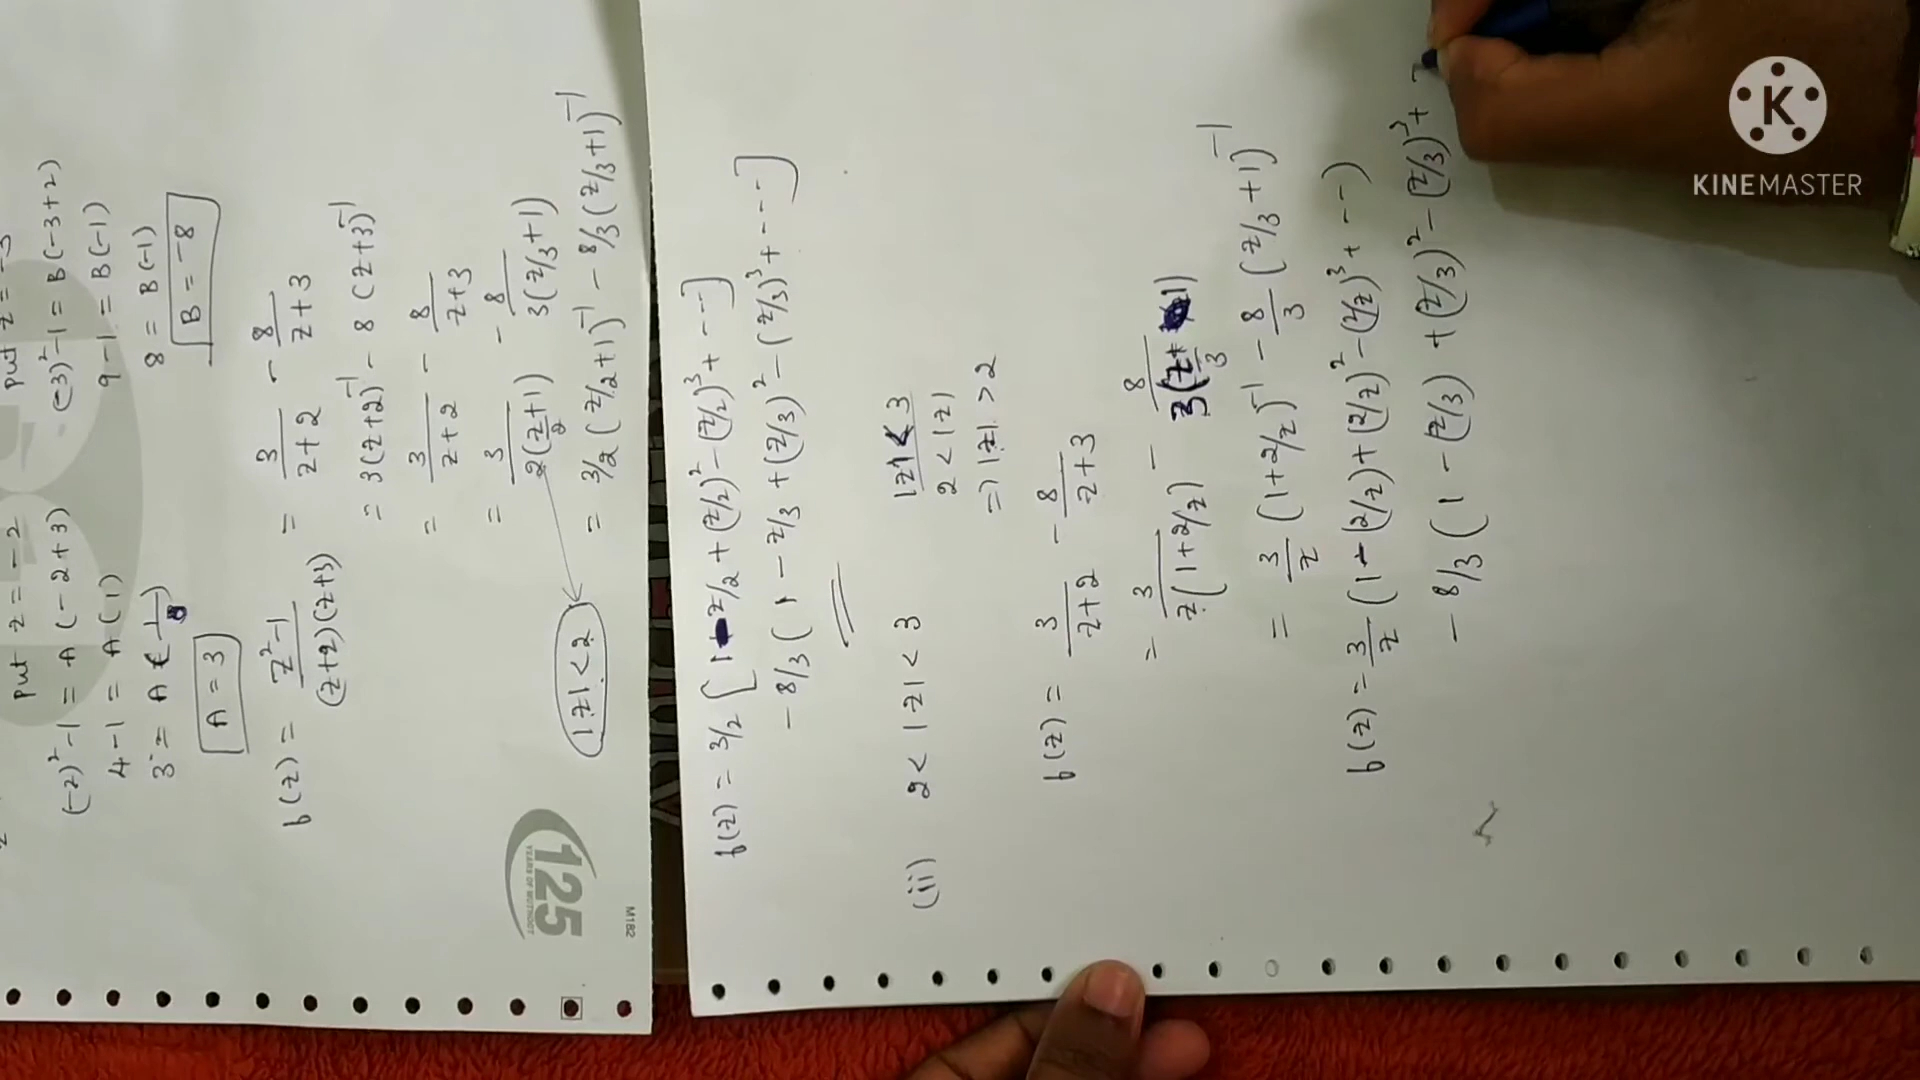 put z = -2
put z = -3
(-2)²-1 = A(-2+3)
(-3)²-1 = B(-3+2)
4-1 = A(1)
9-1 = B(-1)
3 = A
8 = B(-1)
A = 3
B = -8
f(z) = z²-1/(z+2)(z+3) = 3/z+2 - 8/z+3
= 3(z+2)⁻¹ - 8(z+3)⁻¹
= 3/z+2 - 8/z+3
= 3/2(z/2+1) - 8/3(z/3+1)
|z|<2
= 3/2(z/2+1)⁻¹ - 8/3(z/3+1)⁻¹
125
YEARS OF
M182
f(z) = 3/2[1-z/2+(z/2)²-(z/2)³+---]
-8/3(1-z/3+(z/3)²-(z/3)³+---]
(ii) 2<|z|<3
|z|<3
2<|z|
=> |z|>2
f(z) = 3/z+2 - 8/z+3
= 3/z(1+2/z) - 8/3(z/3+1)
= 3/z(1+2/z)⁻¹ - 8/3(z/3+1)⁻¹
f(z) = 3/z(1-(2/z)+(2/z)²-(2/z)³+--)
-8/3(1-(z/3)+(z/3)²-(z/3)³+
K
KINEMASTER